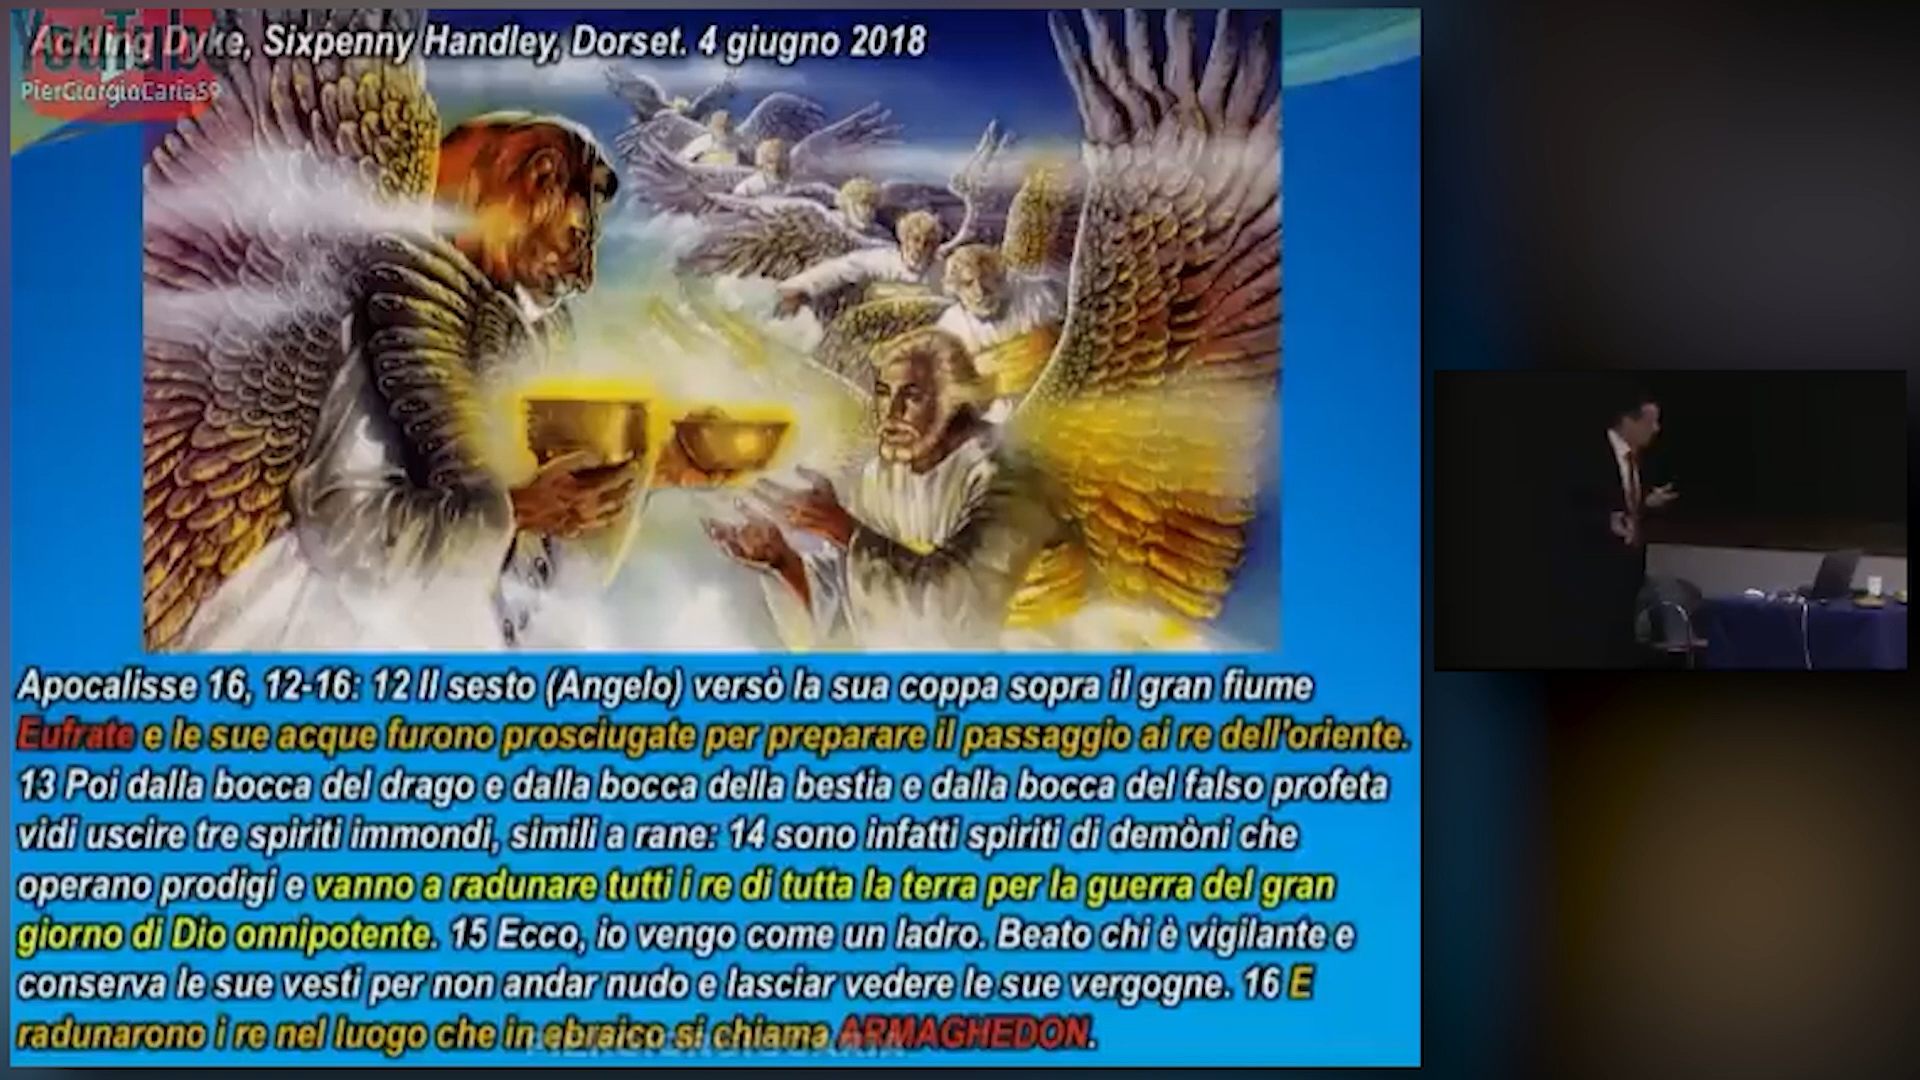 Ackling Dyke, Sixpenny Handley, Dorset. 4 giugno 2018
YouTube
PierGiorgioCaria59
Apocalisse 16, 12-16: 12 Il sesto (Angelo) versò la sua coppa sopra il gran fiume
Eufrate e le sue acque furono prosciugate per preparare il passaggio ai re dell'oriente.
13 Poi dalla bocca del drago e dalla bocca della bestia e dalla bocca del falso profeta
vidi uscire tre spiriti immondi, simili a rane: 14 sono infatti spiriti di demòni che
operano prodigi e vanno a radunare tutti i re di tutta la terra per la guerra del gran
giorno di Dio onnipotente. 15 Ecco, io vengo come un ladro. Beato chi è vigilante e
conserva le sue vesti per non andar nudo e lasciar vedere le sue vergogne. 16 E
radunarono i re nel luogo che in ebraico si chiama ARMAGHEDON.